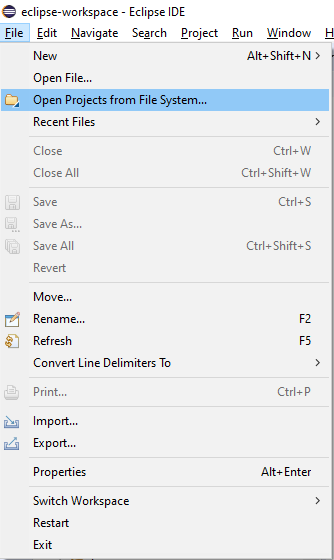 eclipse-workspace - Eclipse IDE
File Edit Navigate Search Project Run Window H
New Alt+Shift+N
Open File...
Open Projects from File System...
Recent Files
Close Ctrl+W
Close All Ctrl+Shift+W
Save Ctrl+S
Save As...
Save All Ctrl+Shift+S
Revert
Move...
Rename... F2
Refresh F5
Convert Line Delimiters To
Print... Ctrl+P
Import...
Export...
Properties Alt+Enter
Switch Workspace
Restart
Exit